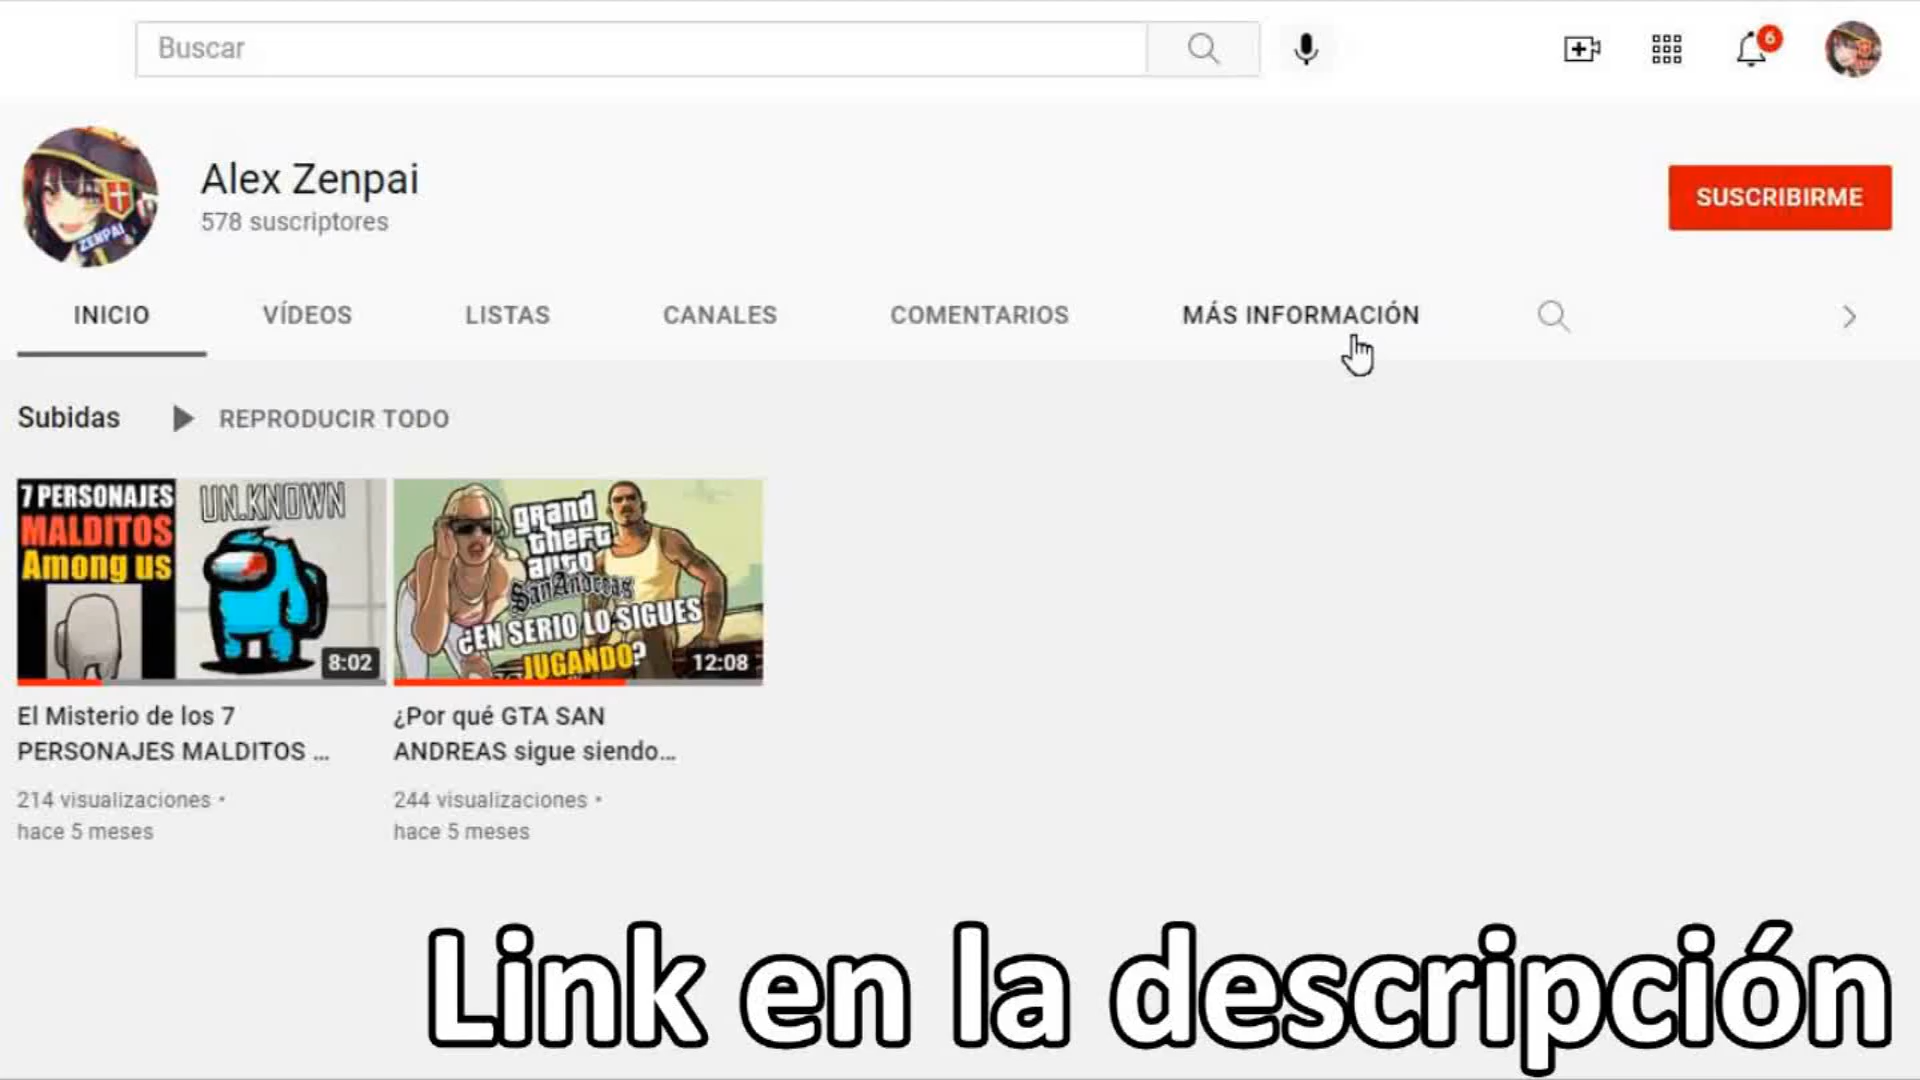 Buscar
6
Alex Zenpai
578 suscriptores
SUSCRIBIRME
INICIO
VÍDEOS
LISTAS
CANALES
COMENTARIOS
MÁS INFORMACIÓN
Subidas
REPRODUCIR TODO
7 PERSONAJES
MALDITOS
Among us
UN.KNOWN
8:02
grand
theft
auto
San Andreas
¿EN SERIO LO SIGUES
JUGANDO?
12:08
El Misterio de los 7
PERSONAJES MALDITOS ...
214 visualizaciones •
hace 5 meses
¿Por qué GTA SAN
ANDREAS sigue siendo...
244 visualizaciones •
hace 5 meses
ZENPAI
Link en la descripción